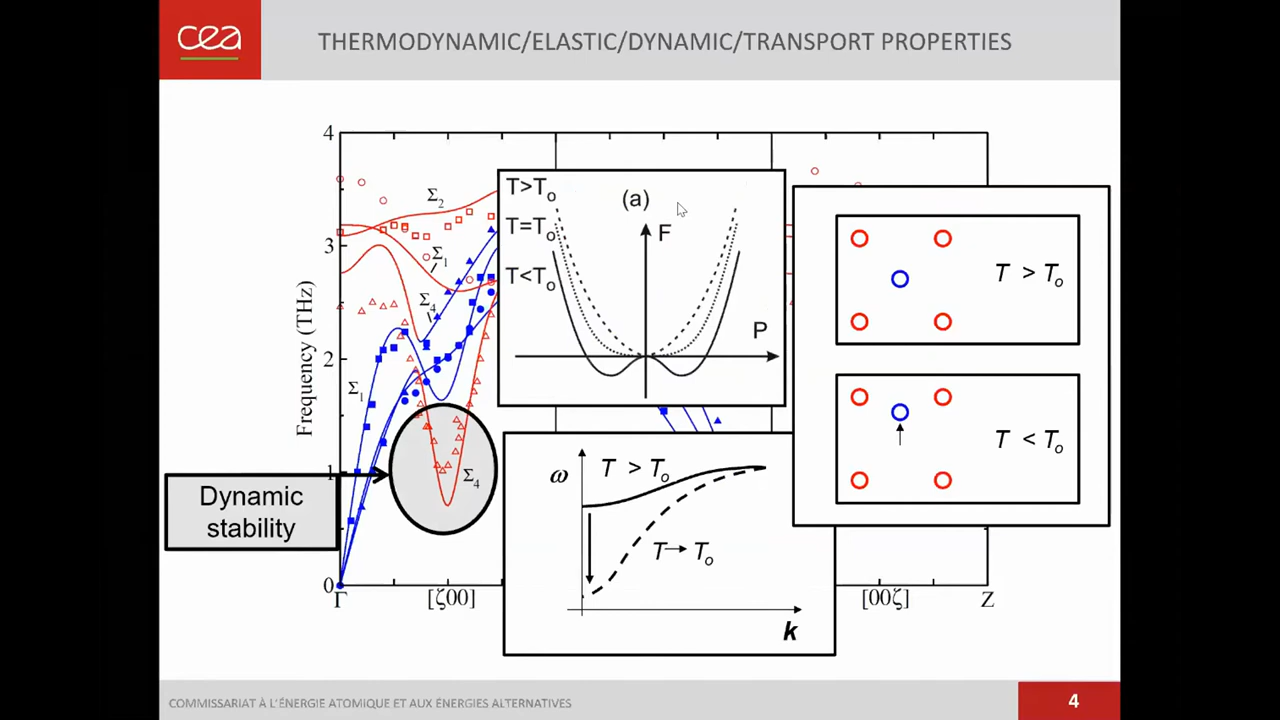 cea
THERMODYNAMIC/ELASTIC/DYNAMIC/TRANSPORT PROPERTIES
4
3
2
1
0
Frequency (THz)
Σ2
Σ1
Σ4
Σ1
Σ4
Γ
[ζ00]
[00ζ]
Z
Dynamic
stability
T>To
T=To
T<To
(a)
F
P
ω
T > To
T→ To
k
T > To
T < To
COMMISSARIAT À L'ÉNERGIE ATOMIQUE ET AUX ÉNERGIES ALTERNATIVES
4